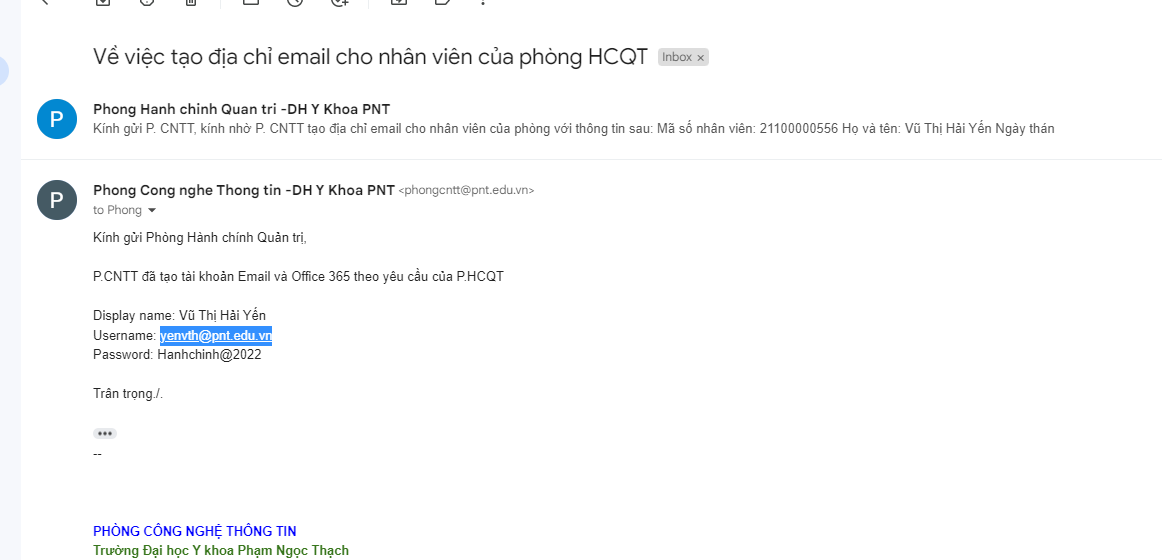 Về việc tạo địa chỉ email cho nhân viên của phòng HCQT Inbox x
P
Phong Hanh chinh Quan tri -DH Y Khoa PNT
Kính gửi P. CNTT, kính nhờ P. CNTT tạo địa chỉ email cho nhân viên của phòng với thông tin sau: Mã số nhân viên: 21100000556 Họ và tên: Vũ Thị Hải Yến Ngày thán
P
Phong Cong nghe Thong tin -DH Y Khoa PNT <phongcntt@pnt.edu.vn>
to Phong
Kính gửi Phòng Hành chính Quản trị,
P.CNTT đã tạo tài khoản Email và Office 365 theo yêu cầu của P.HCQT
Display name: Vũ Thị Hải Yến
Username: yenvth@pnt.edu.vn
Password: Hanhchinh@2022
Trân trọng./.
--
PHÒNG CÔNG NGHỆ THÔNG TIN
Trường Đại học Y khoa Phạm Ngọc Thạch